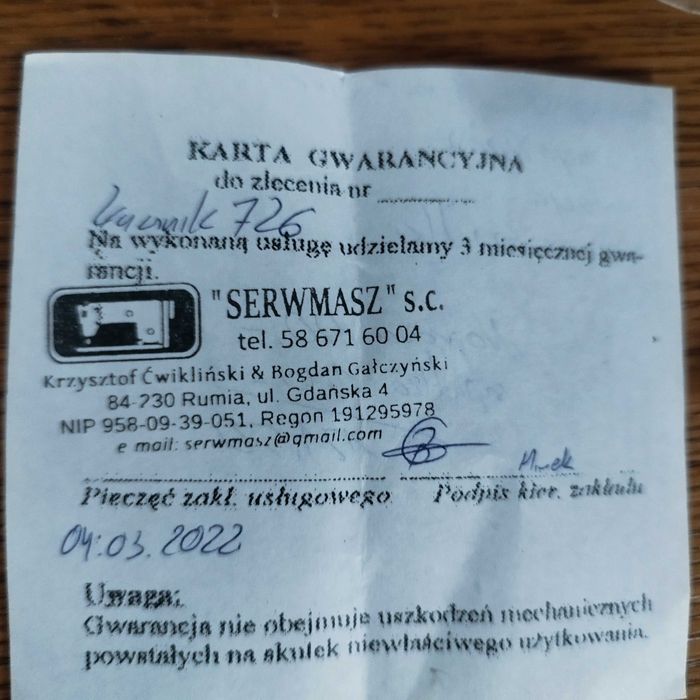 KARTA GWARANCYJNA
do zlecenia nr
Łucznik 726
Na wykonaną usługę udzielamy 3 miesięcznej gwa-
rancji.
"SERWMASZ" s.c.
tel. 58 671 60 04
Krzysztof Ćwikliński & Bogdan Gałczyński
84-230 Rumia, ul. Gdańska 4
NIP 958-09-39-051, Regon 191295978
e mail: serwmasz@gmail.com
Pieczęć zakł. usługowego Podpis kier. zakładu
04.03.2022
Uwaga:
Gwarancja nie obejmuje uszkodzeń mechanicznych
powstałych na skutek niewłaściwego użytkowania.